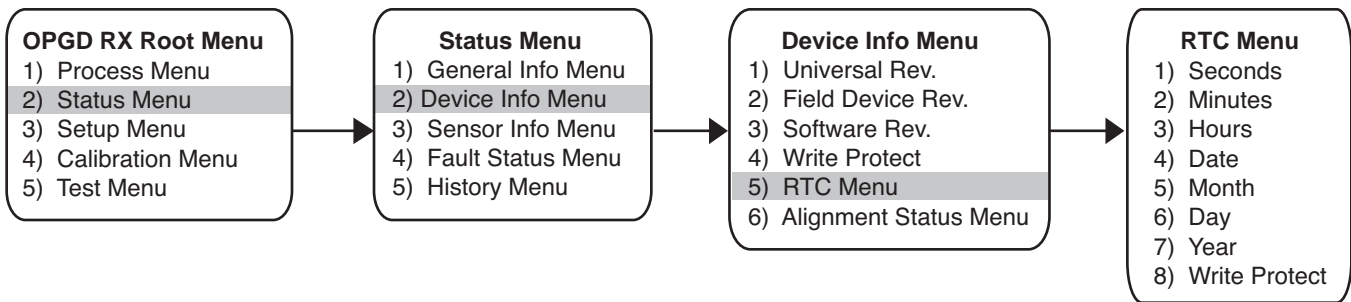 OPGD RX Root Menu
1) Process Menu
2) Status Menu
3) Setup Menu
4) Calibration Menu
5) Test Menu
Status Menu
1) General Info Menu
2) Device Info Menu
3) Sensor Info Menu
4) Fault Status Menu
5) History Menu
Device Info Menu
1) Universal Rev.
2) Field Device Rev.
3) Software Rev.
4) Write Protect
5) RTC Menu
6) Alignment Status Menu
RTC Menu
1) Seconds
2) Minutes
3) Hours
4) Date
5) Month
6) Day
7) Year
8) Write Protect